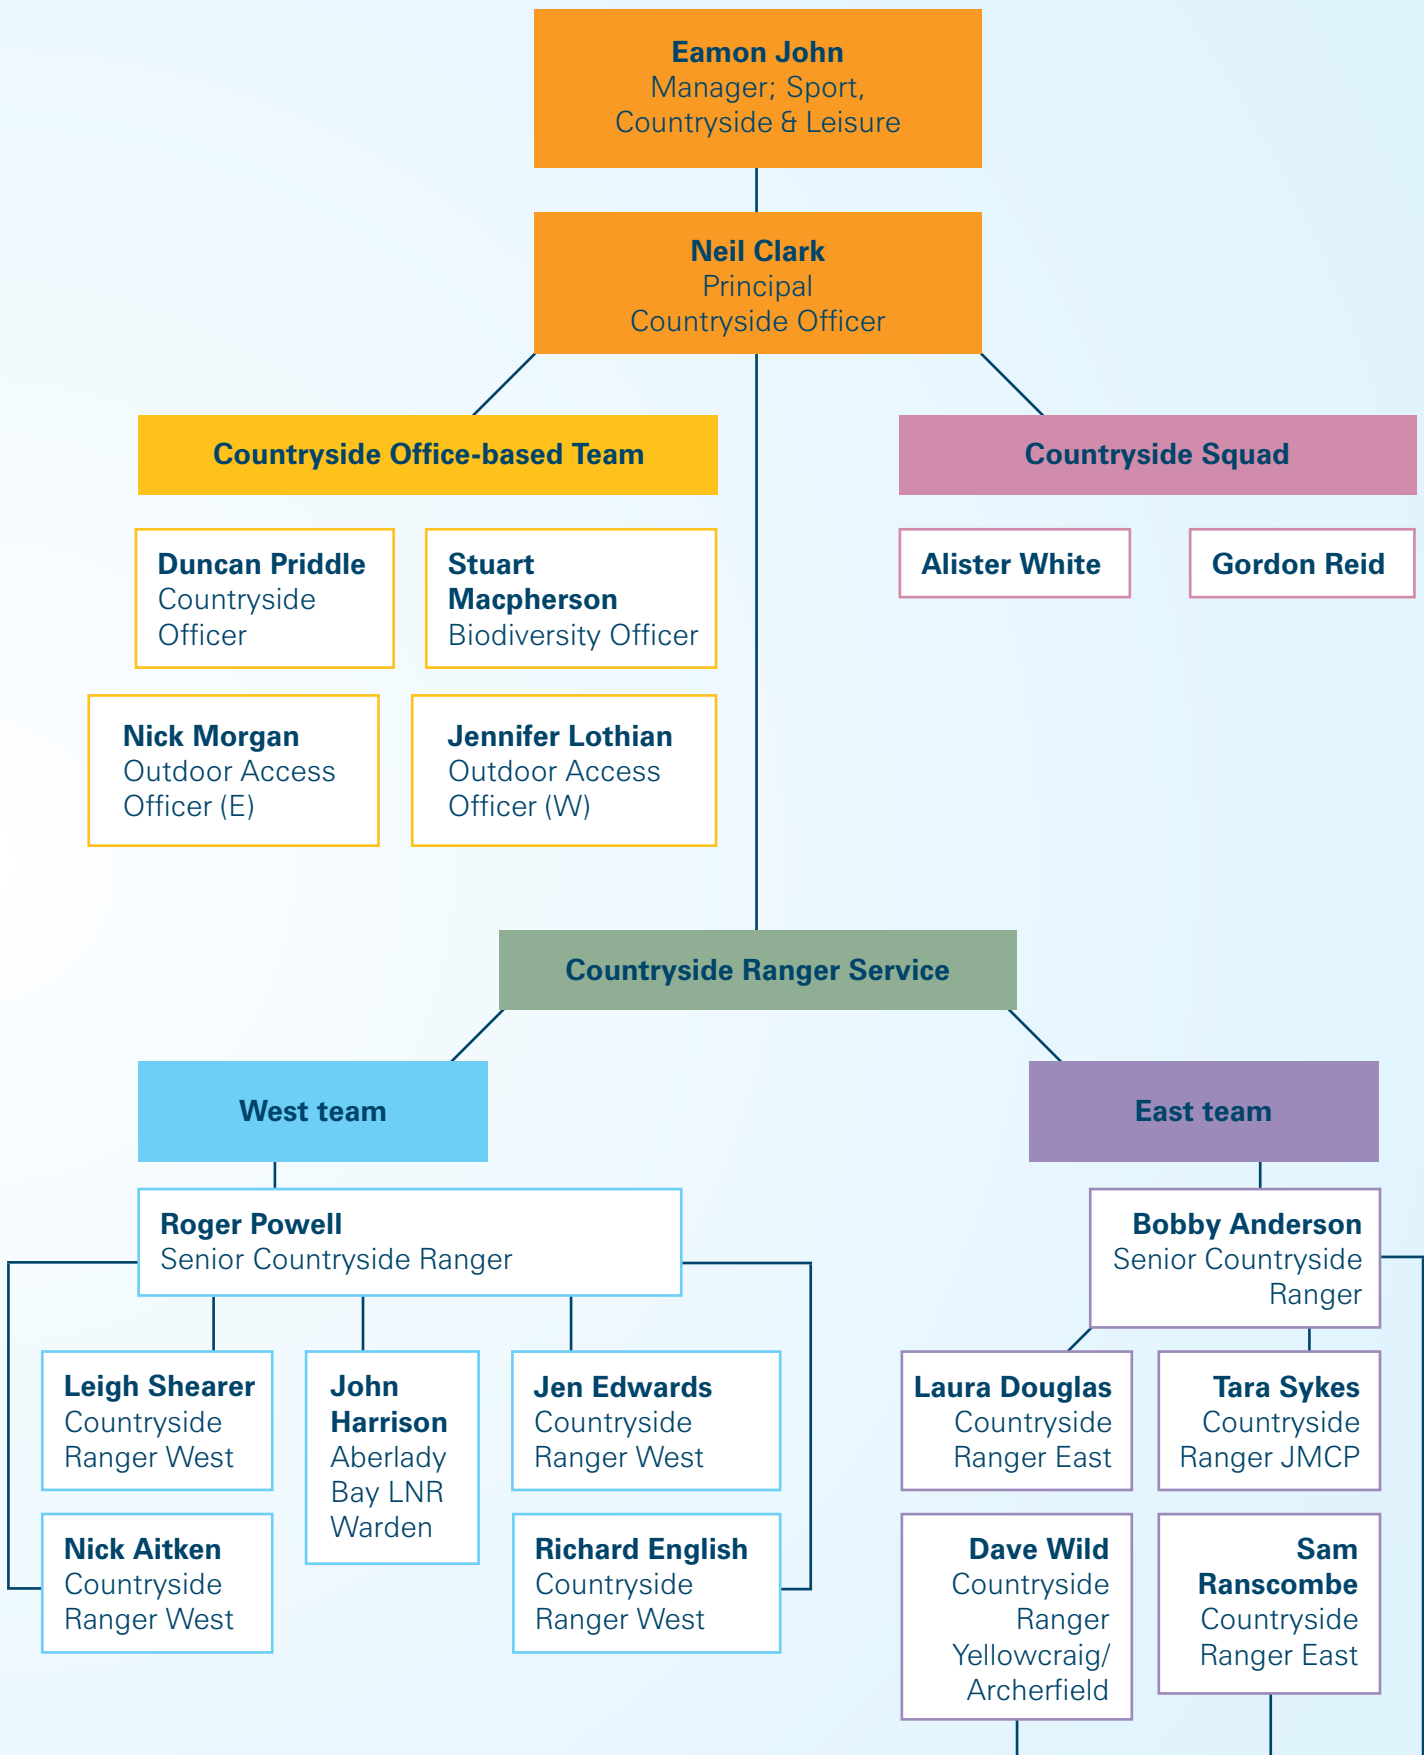 Eamon John
Manager; Sport,
Countryside & Leisure
Neil Clark
Principal
Countryside Officer
Countryside Office-based Team
Countryside Squad
Duncan Priddle
Countryside
Officer
Stuart
Macpherson
Biodiversity Officer
Alister White
Gordon Reid
Nick Morgan
Outdoor Access
Officer (E)
Jennifer Lothian
Outdoor Access
Officer (W)
Countryside Ranger Service
West team
East team
Roger Powell
Senior Countryside Ranger
Bobby Anderson
Senior Countryside
Ranger
Leigh Shearer
Countryside
Ranger West
John
Harrison
Aberlady
Bay LNR
Warden
Jen Edwards
Countryside
Ranger West
Laura Douglas
Countryside
Ranger East
Tara Sykes
Countryside
Ranger JMCP
Nick Aitken
Countryside
Ranger West
Richard English
Countryside
Ranger West
Dave Wild
Countryside
Ranger
Yellowcraig/
Archerfield
Sam
Ranscombe
Countryside
Ranger East